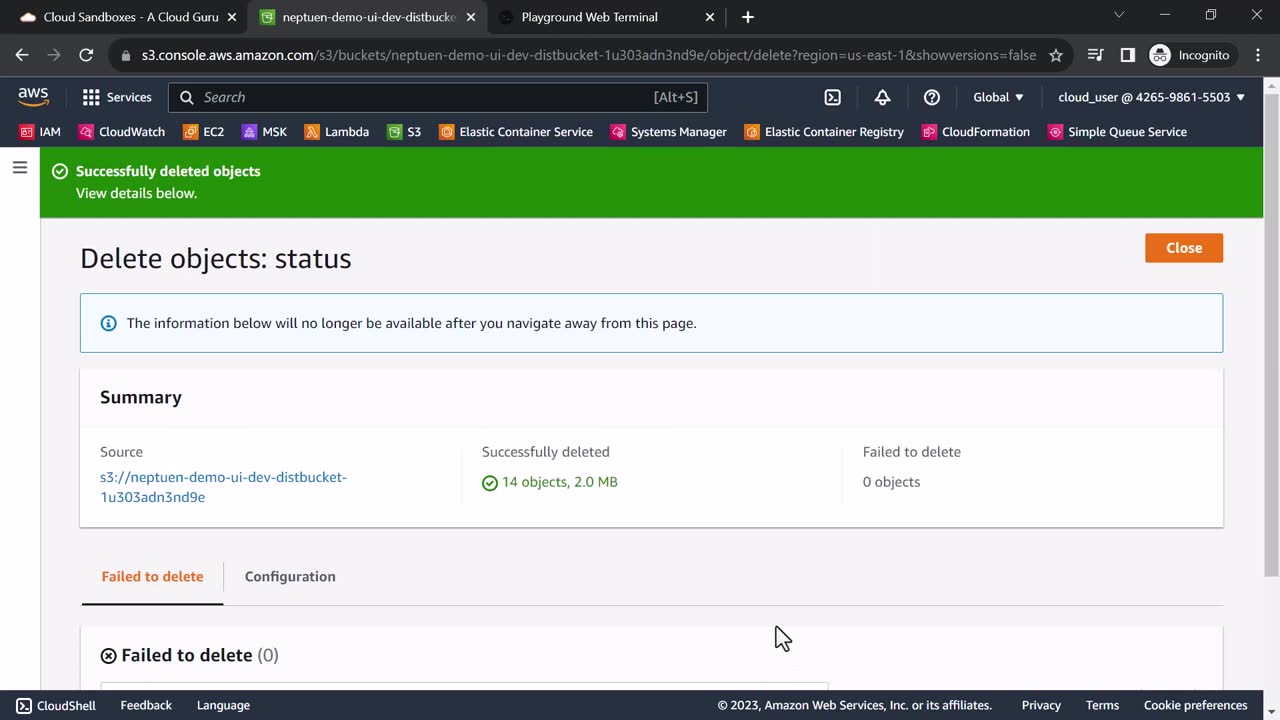 Cloud Sandboxes - A Cloud Guru
neptuen-demo-ui-dev-distbucke
Playground Web Terminal
s3.console.aws.amazon.com/s3/buckets/neptuen-demo-ui-dev-distbucket-1u303adn3nd9e/object/delete?region=us-east-1&showversions=false
Incognito
aws
Services
Search
[Alt+S]
Global
cloud_user @ 4265-9861-5503
IAM
CloudWatch
EC2
MSK
Lambda
S3
Elastic Container Service
Systems Manager
Elastic Container Registry
CloudFormation
Simple Queue Service
Successfully deleted objects
View details below.
Delete objects: status
Close
The information below will no longer be available after you navigate away from this page.
Summary
Source
s3://neptuen-demo-ui-dev-distbucket-
1u303adn3nd9e
Successfully deleted
14 objects, 2.0 MB
Failed to delete
0 objects
Failed to delete
Configuration
Failed to delete (0)
CloudShell
Feedback
Language
© 2023, Amazon Web Services, Inc. or its affiliates.
Privacy
Terms
Cookie preferences